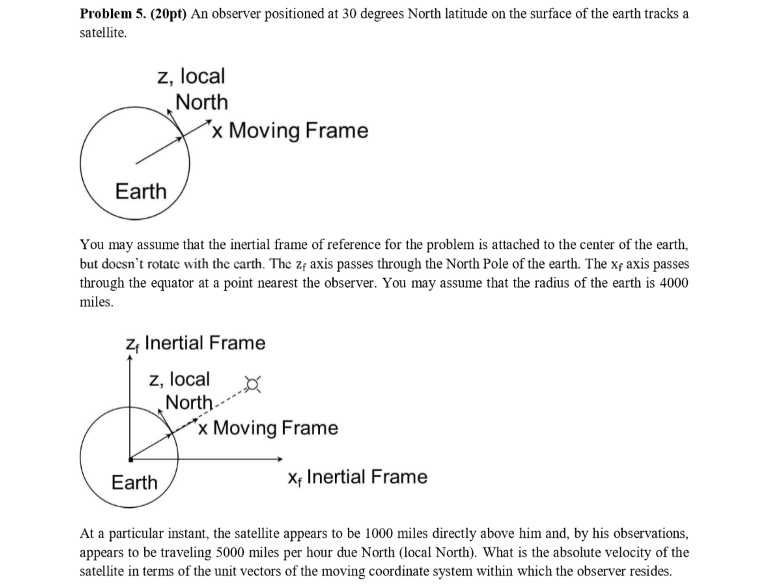 Problem 5. (20pt) An observer positioned at 30 degrees North latitude on the surface of the earth tracks a
satellite.
z, local
North
x Moving Frame
Earth
You may assume that the inertial frame of reference for the problem is attached to the center of the earth,
but doesn't rotate with the earth. The zf axis passes through the North Pole of the earth. The xf axis passes
through the equator at a point nearest the observer. You may assume that the radius of the earth is 4000
miles.
zf Inertial Frame
z, local
North
x Moving Frame
Earth
xf Inertial Frame
At a particular instant, the satellite appears to be 1000 miles directly above him and, by his observations,
appears to be traveling 5000 miles per hour due North (local North). What is the absolute velocity of the
satellite in terms of the unit vectors of the moving coordinate system within which the observer resides.